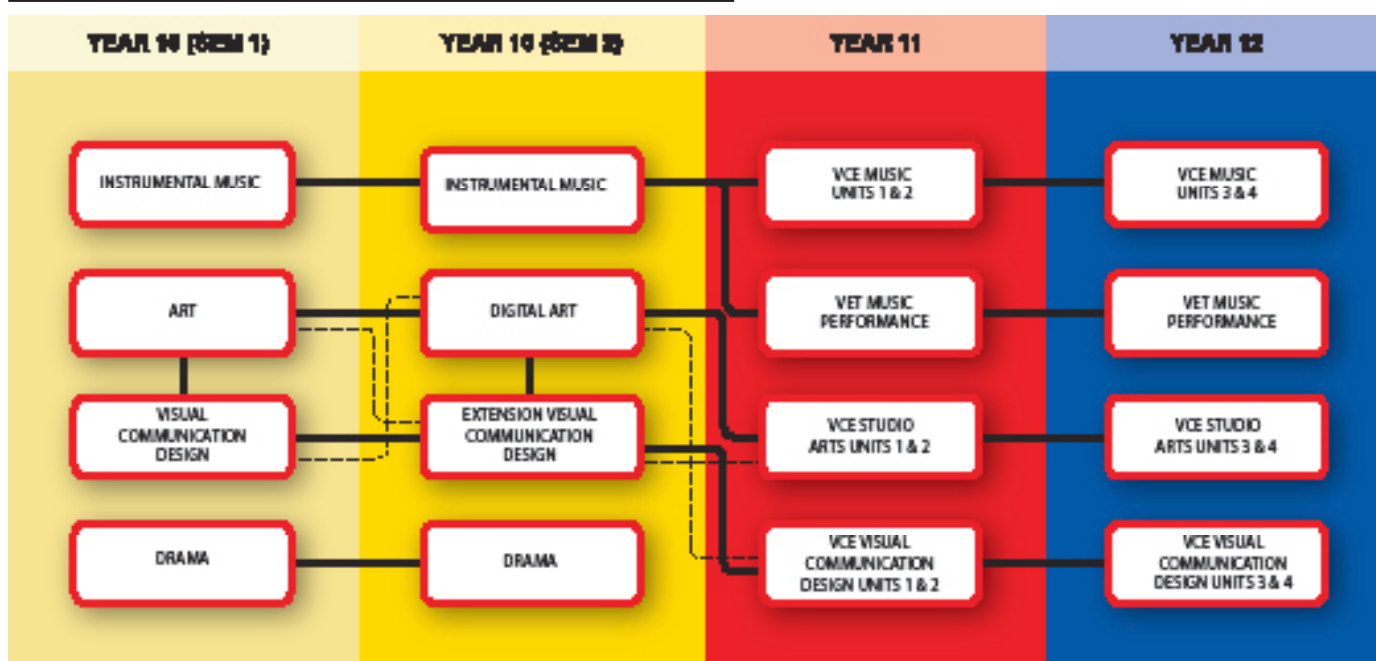 YEAR 10 (SEM 1)
YEAR 10 (SEM 2)
YEAR 11
YEAR 12
INSTRUMENTAL MUSIC
INSTRUMENTAL MUSIC
VCE MUSIC
UNITS 1 & 2
VCE MUSIC
UNITS 3 & 4
ART
DIGITAL ART
VET MUSIC
PERFORMANCE
VET MUSIC
PERFORMANCE
VISUAL
COMMUNICATION
DESIGN
EXTENSION VISUAL
COMMUNICATION
DESIGN
VCE STUDIO
ARTS UNITS 1 & 2
VCE STUDIO
ARTS UNITS 3 & 4
DRAMA
DRAMA
VCE VISUAL
COMMUNICATION
DESIGN UNITS 1 & 2
VCE VISUAL
COMMUNICATION
DESIGN UNITS 3 & 4